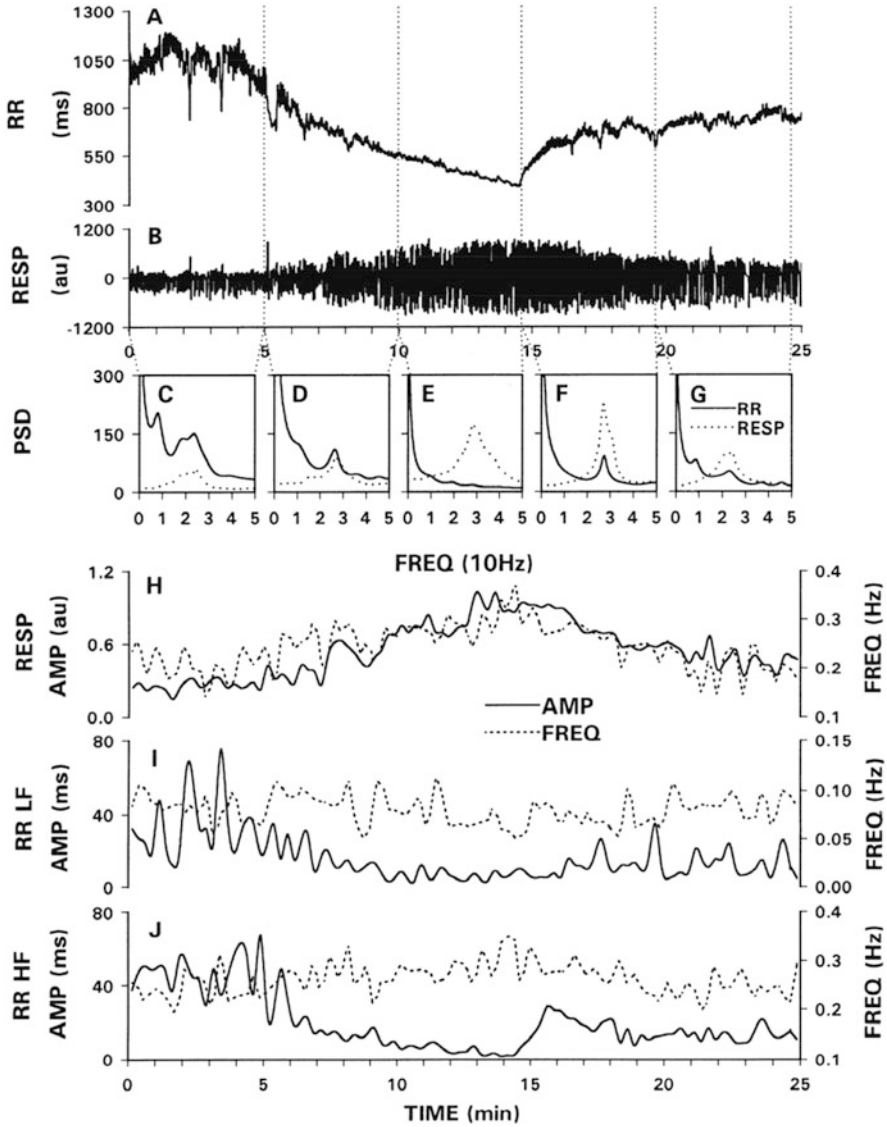 1300
A
1050
RR
(ms)
800
550
300
1200
B
RESP
(au)
0
-1200
0 5 10 15 20 25
300
C D E F G
RR
RESP
PSD
150
0
0 1 2 3 4 5 0 1 2 3 4 5 0 1 2 3 4 5 0 1 2 3 4 5 0 1 2 3 4 5
FREQ (10Hz)
1.2 0.4
H
RESP
AMP (au)
0.6
0.3
0.2
FREQ (Hz)
0.0 0.1
AMP
FREQ
80 0.15
I
RR LF
AMP (ms)
40
0.10
0.05
FREQ (Hz)
0 0.00
80 0.4
J
RR HF
AMP (ms)
40
0.3
0.2
FREQ (Hz)
0 0.1
0 5 10 15 20 25
TIME (min)